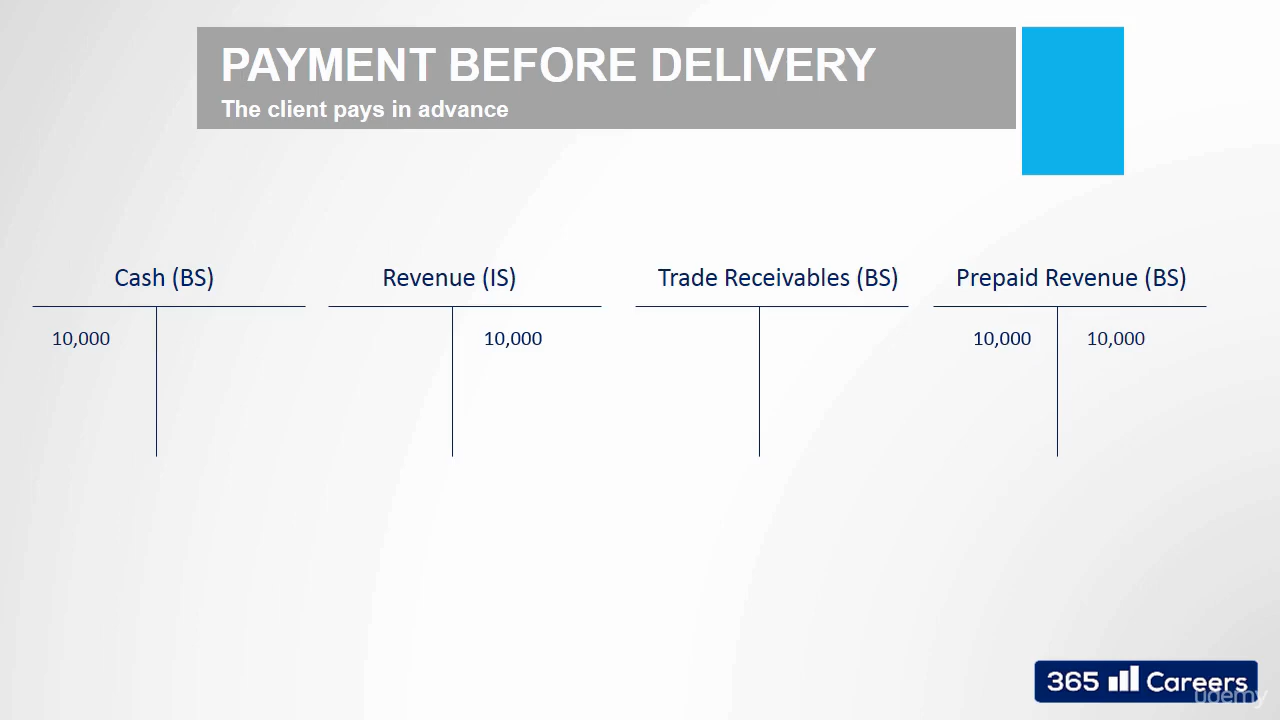 PAYMENT BEFORE DELIVERY
The client pays in advance
Cash (BS) Revenue (IS) Trade Receivables (BS) Prepaid Revenue (BS)
10,000 10,000 10,000 10,000
365 Careers
udemy